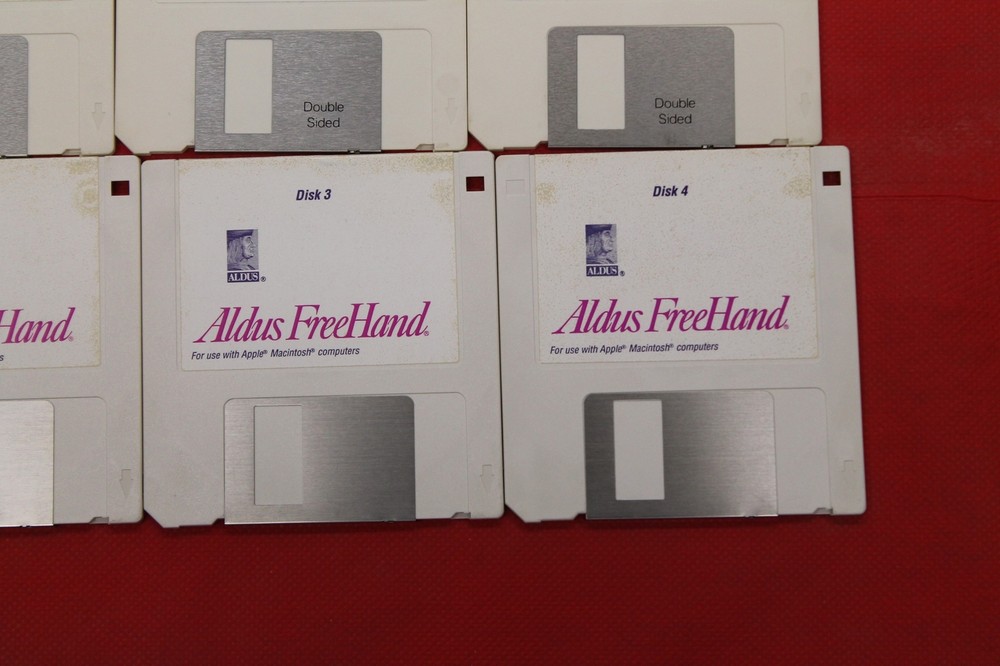 Double
Sided
Double
Sided
Hand®
s
Disk 3
ALDUS®
Aldus FreeHand®
For use with Apple® Macintosh® computers
Disk 4
ALDUS®
Aldus FreeHand®
For use with Apple® Macintosh® computers